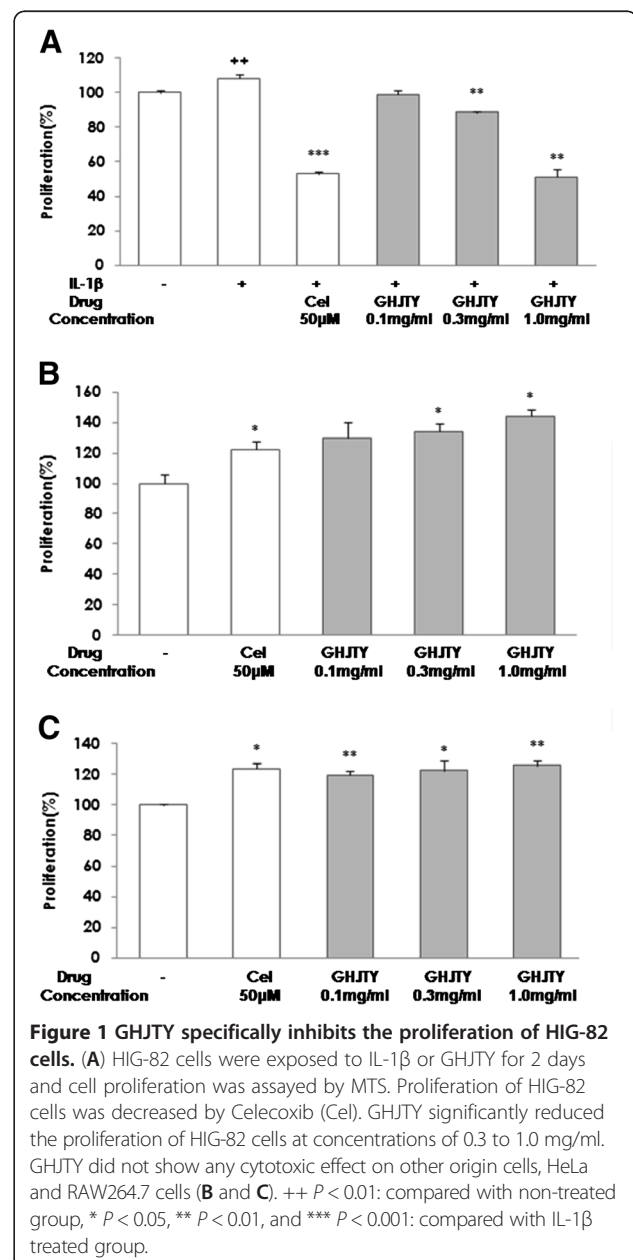 A
++
***
**
**
120
100
80
60
40
20
0
Proliferation(%)
IL-1β - + + + + +
Drug Cel GHJTY GHJTY GHJTY
Concentration 50µM 0.1mg/ml 0.3mg/ml 1.0mg/ml
B
*
*
*
160
140
120
100
80
60
40
20
0
Proliferation(%)
Drug - Cel GHJTY GHJTY GHJTY
Concentration 50µM 0.1mg/ml 0.3mg/ml 1.0mg/ml
C
*
**
*
**
140
120
100
80
60
40
20
0
Proliferation(%)
Drug - Cel GHJTY GHJTY GHJTY
Concentration 50µM 0.1mg/ml 0.3mg/ml 1.0mg/ml
Figure 1 GHJTY specifically inhibits the proliferation of HIG-82
cells. (A) HIG-82 cells were exposed to IL-1β or GHJTY for 2 days
and cell proliferation was assayed by MTS. Proliferation of HIG-82
cells was decreased by Celecoxib (Cel). GHJTY significantly reduced
the proliferation of HIG-82 cells at concentrations of 0.3 to 1.0 mg/ml.
GHJTY did not show any cytotoxic effect on other origin cells, HeLa
and RAW264.7 cells (B and C). ++ P < 0.01: compared with non-treated
group, * P < 0.05, ** P < 0.01, and *** P < 0.001: compared with IL-1β
treated group.